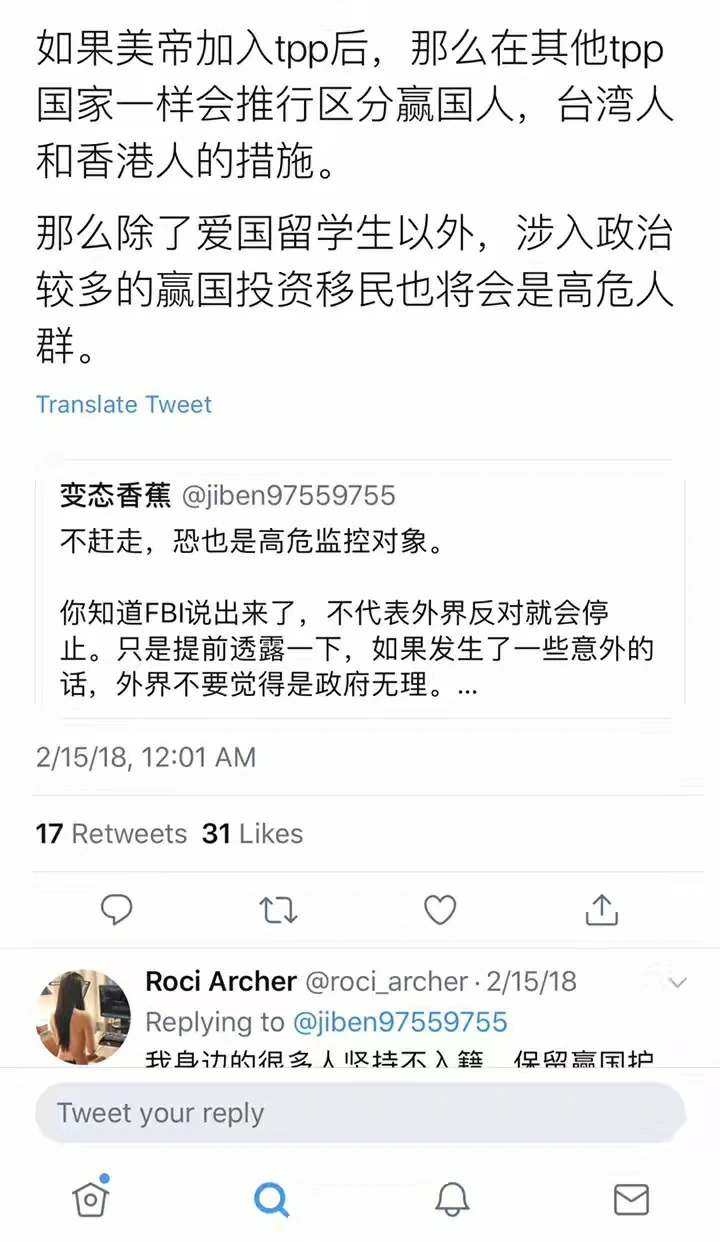 如果美帝加入tpp后，那么在其他tpp
国家一样会推行区分赢国人，台湾人
和香港人的措施。
那么除了爱国留学生以外，涉入政治
较多的赢国投资移民也将会是高危人
群。
Translate Tweet
变态香蕉 @jiben97559755
不赶走，恐也是高危监控对象。
你知道FBI说出来了，不代表外界反对就会停
止。只是提前透露一下，如果发生了一些意外的
话，外界不要觉得是政府无理。...
2/15/18, 12:01 AM
17 Retweets 31 Likes
Roci Archer @roci_archer · 2/15/18
Replying to @jiben97559755
我身边的很多人坚持不入籍，保留赢国护
Tweet your reply